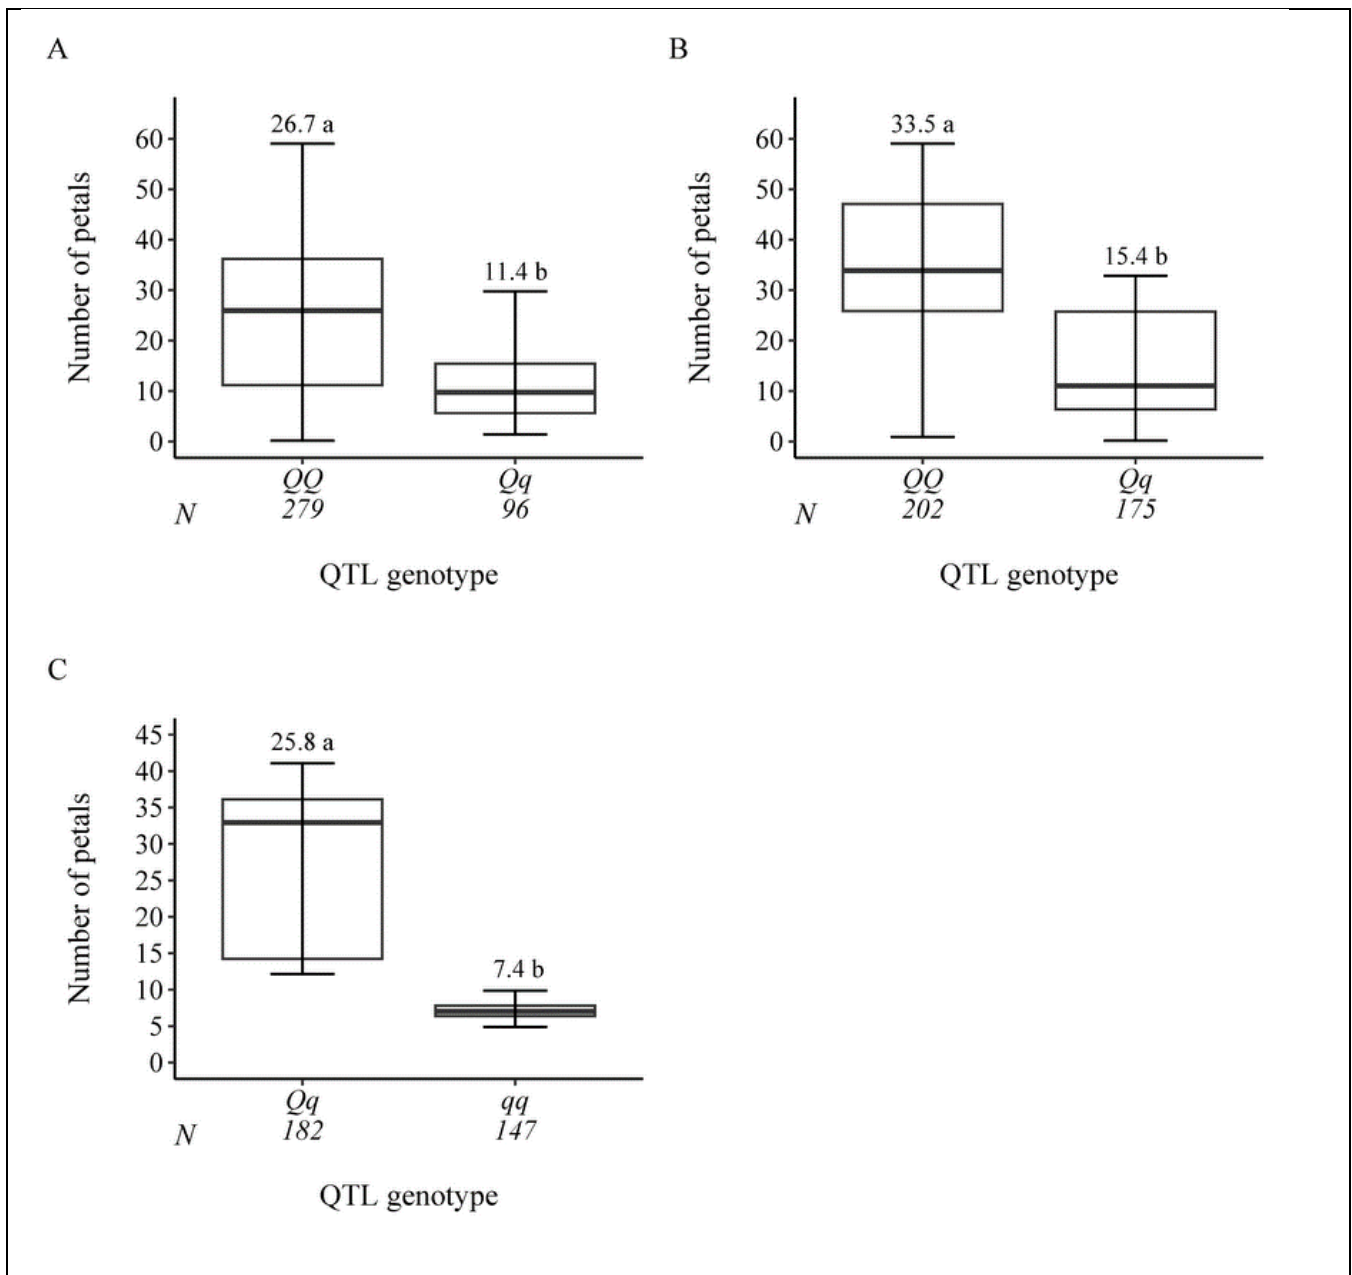 A
26.7 a
11.4 b
60
50
40
30
20
10
0
Number of petals
QQ Qq
N 279 96
QTL genotype
B
33.5 a
15.4 b
60
50
40
30
20
10
0
Number of petals
QQ Qq
N 202 175
QTL genotype
C
25.8 a
7.4 b
45
40
35
30
25
20
15
10
5
0
Number of petals
Qq qq
N 182 147
QTL genotype